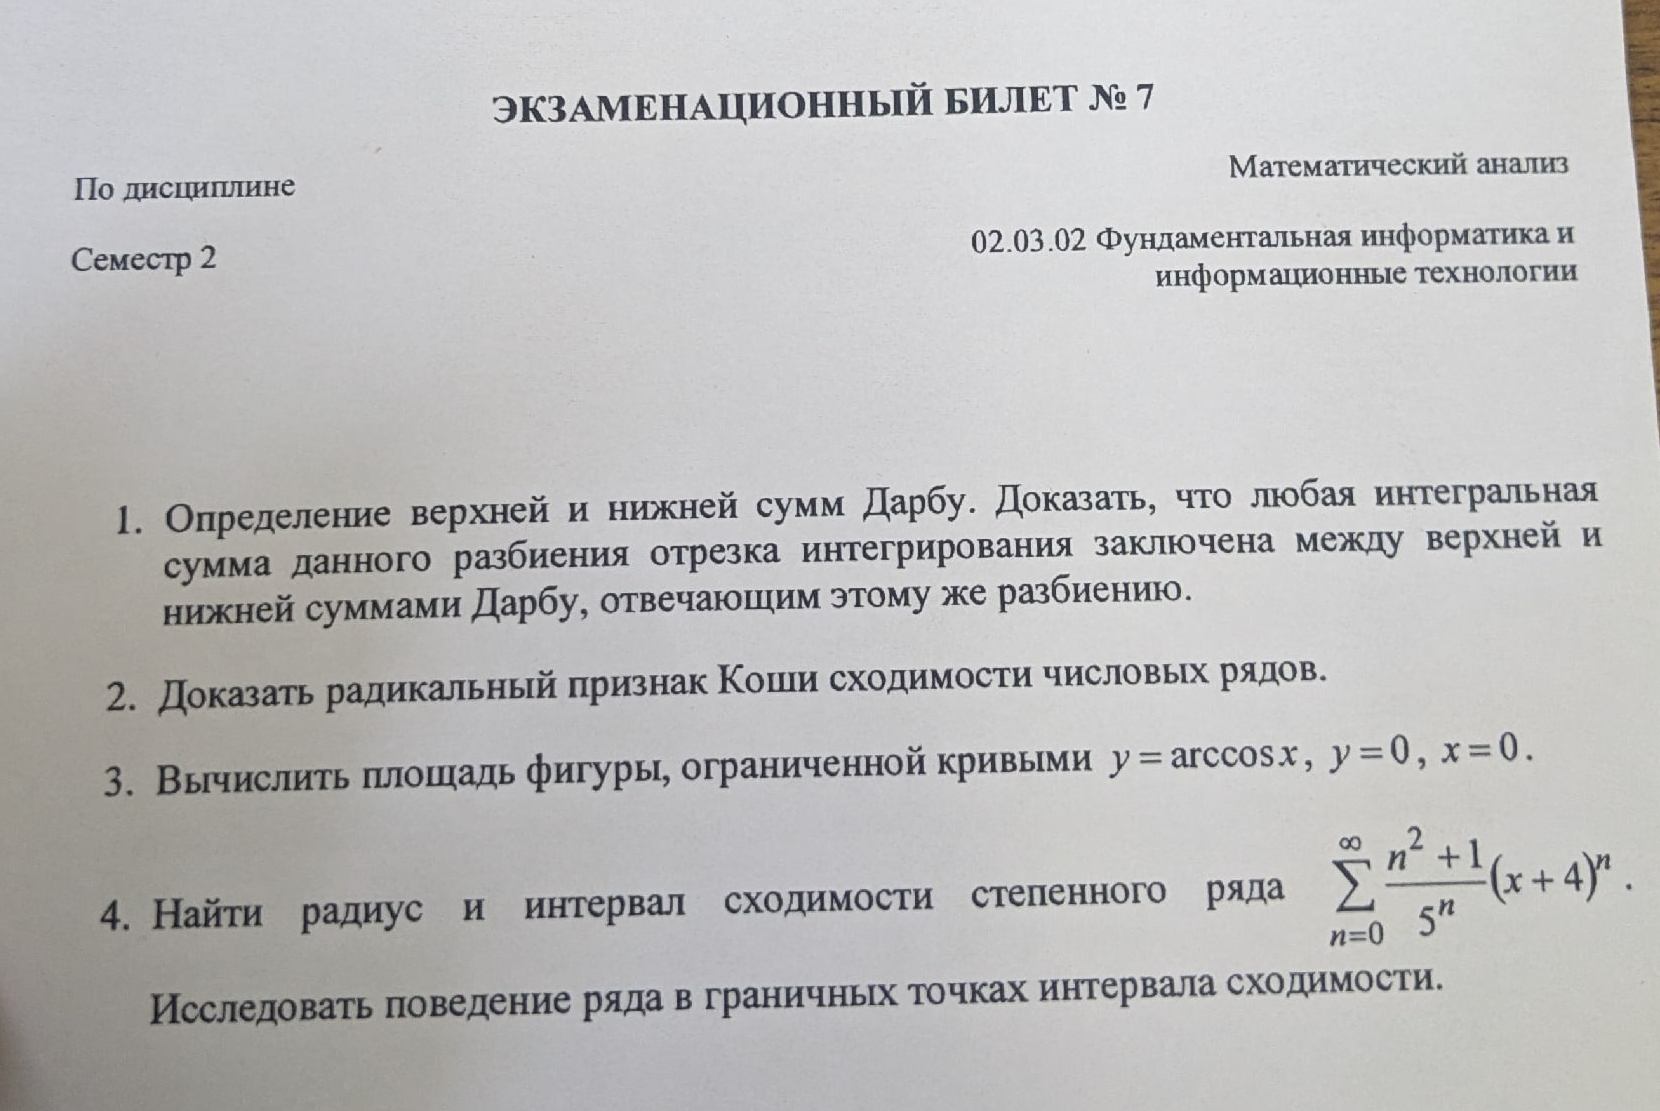 ЭКЗАМЕНАЦИОННЫЙ БИЛЕТ № 7
По дисциплине
Математический анализ
Семестр 2
02.03.02 Фундаментальная информатика и
информационные технологии
1. Определение верхней и нижней сумм Дарбу. Доказать, что любая интегральная
сумма данного разбиения отрезка интегрирования заключена между верхней и
нижней суммами Дарбу, отвечающим этому же разбиению.
2. Доказать радикальный признак Коши сходимости числовых рядов.
3. Вычислить площадь фигуры, ограниченной кривыми y = arccos x, y = 0, x = 0.
4. Найти радиус и интервал сходимости степенного ряда \sum_{n=0}^{\infty} \frac{n^2+1}{5^n}(x+4)^n.
Исследовать поведение ряда в граничных точках интервала сходимости.